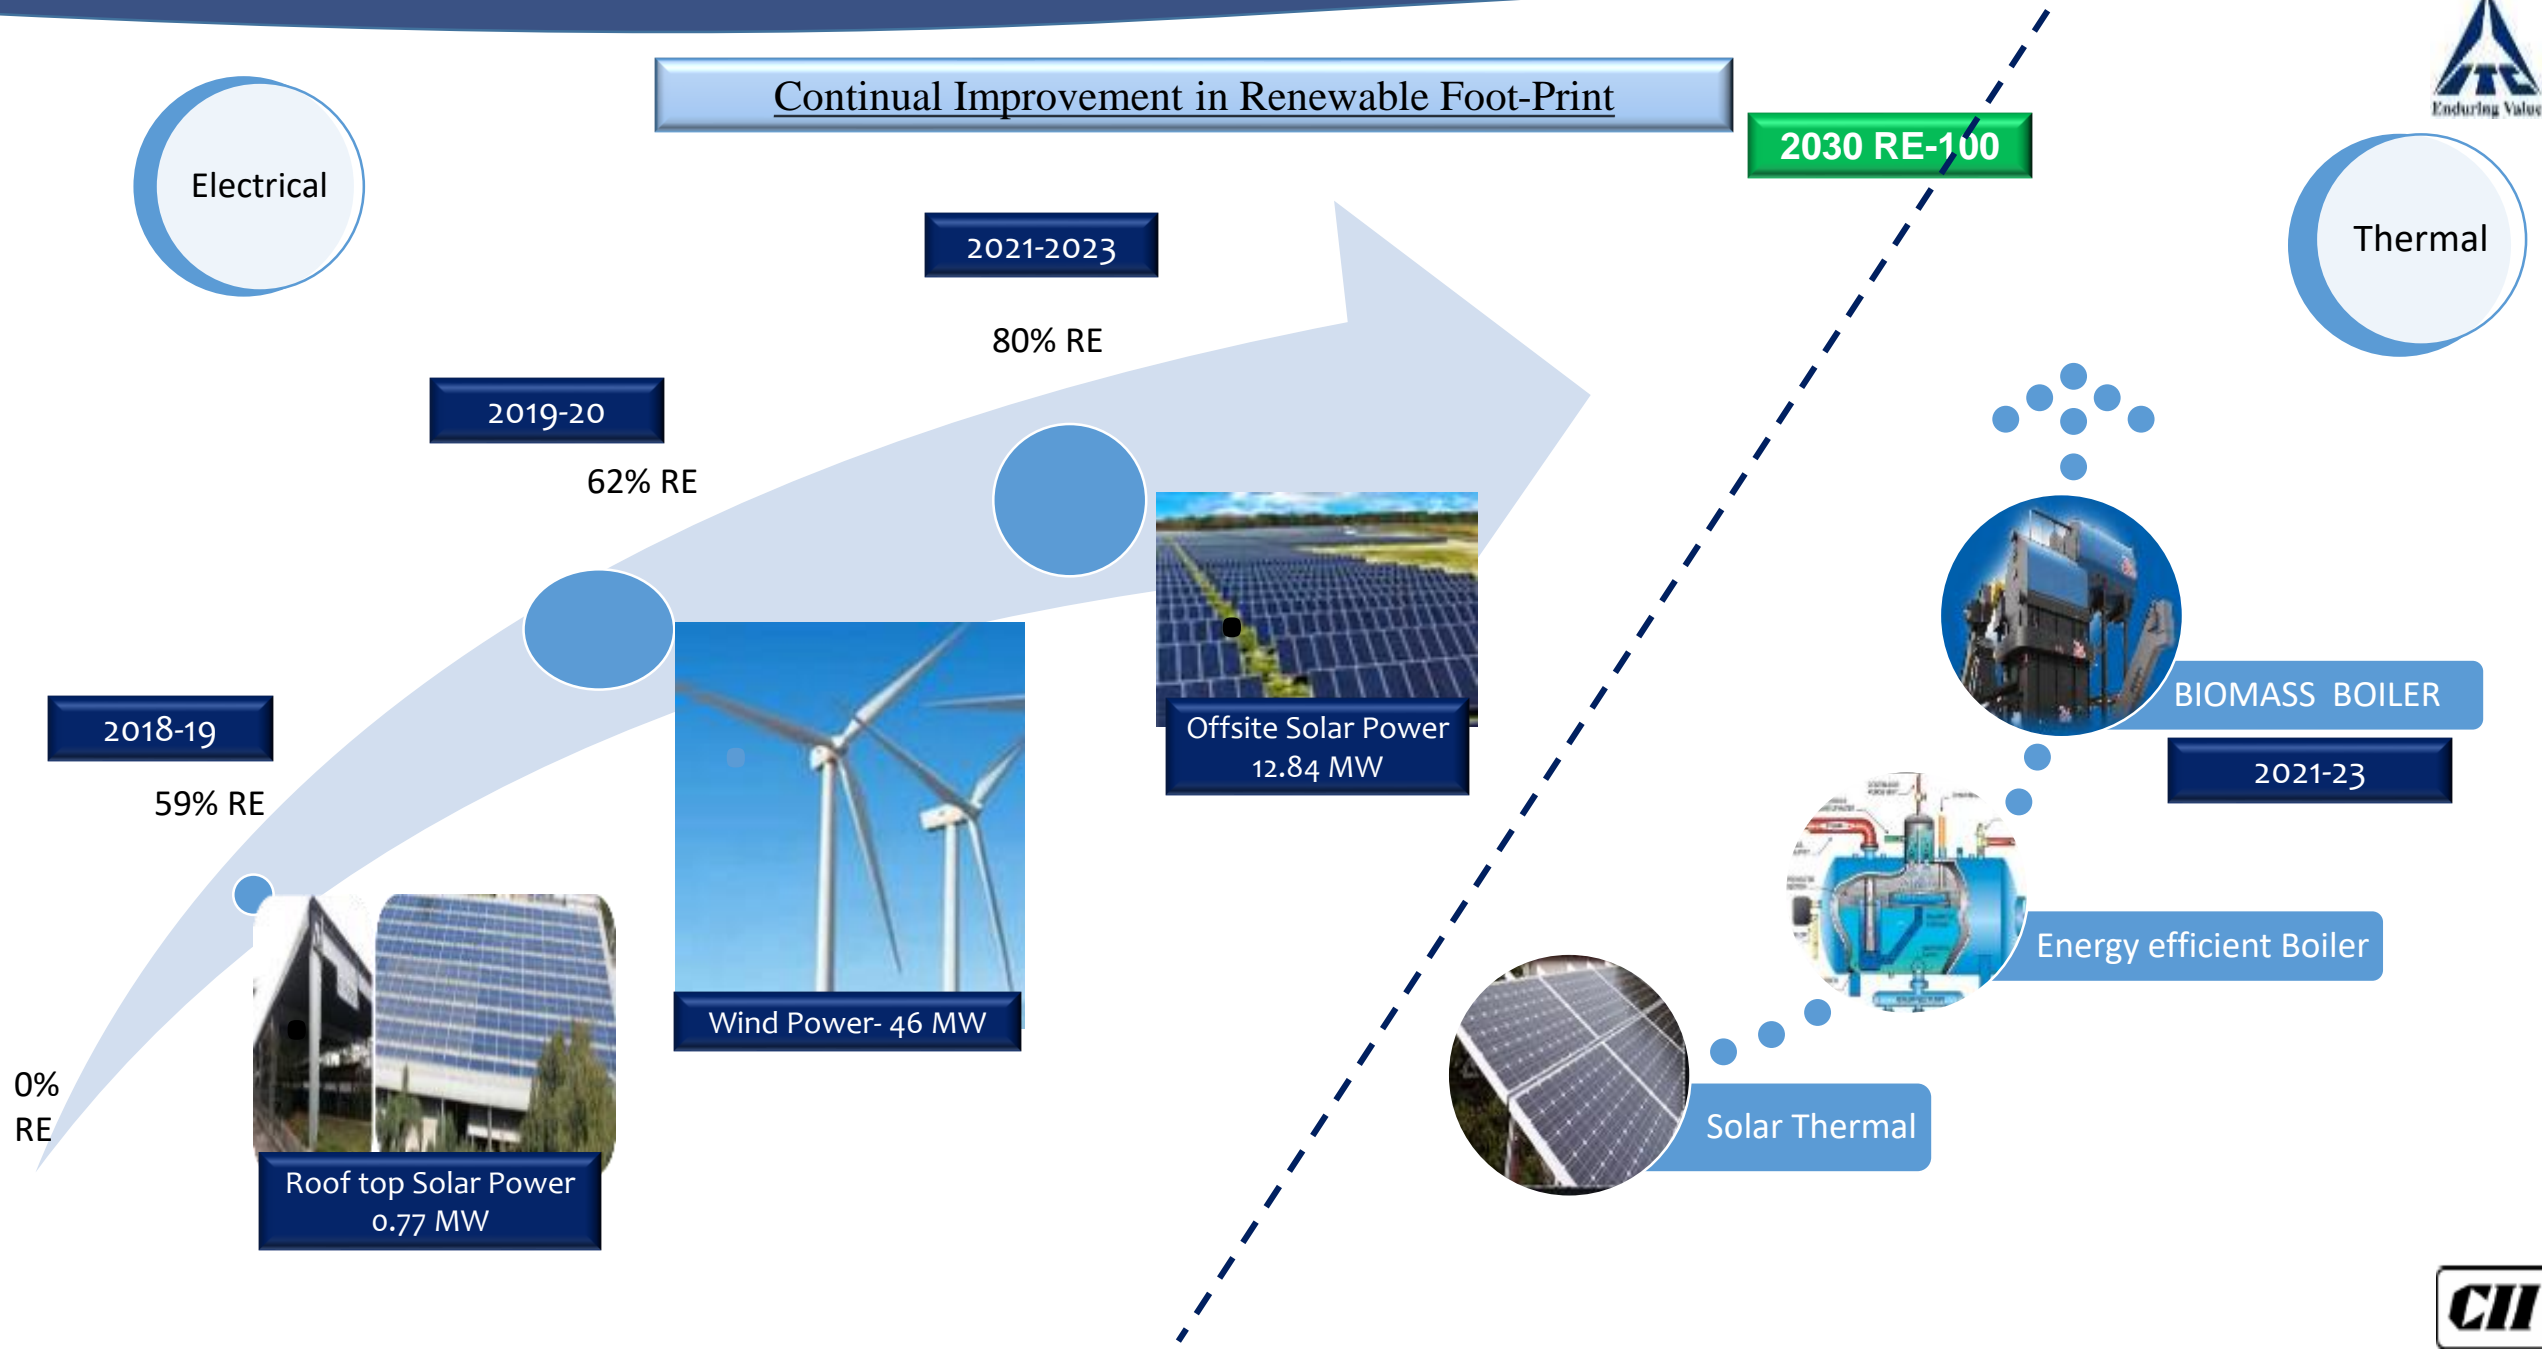 Continual Improvement in Renewable Foot-Print
ITC
Enduring Value
2030 RE-100
Electrical
Thermal
2021-2023
80% RE
2019-20
62% RE
2018-19
59% RE
0%
RE
Roof top Solar Power
0.77 MW
Wind Power- 46 MW
Offsite Solar Power
12.84 MW
BIOMASS  BOILER
2021-23
Energy efficient Boiler
Solar Thermal
CII